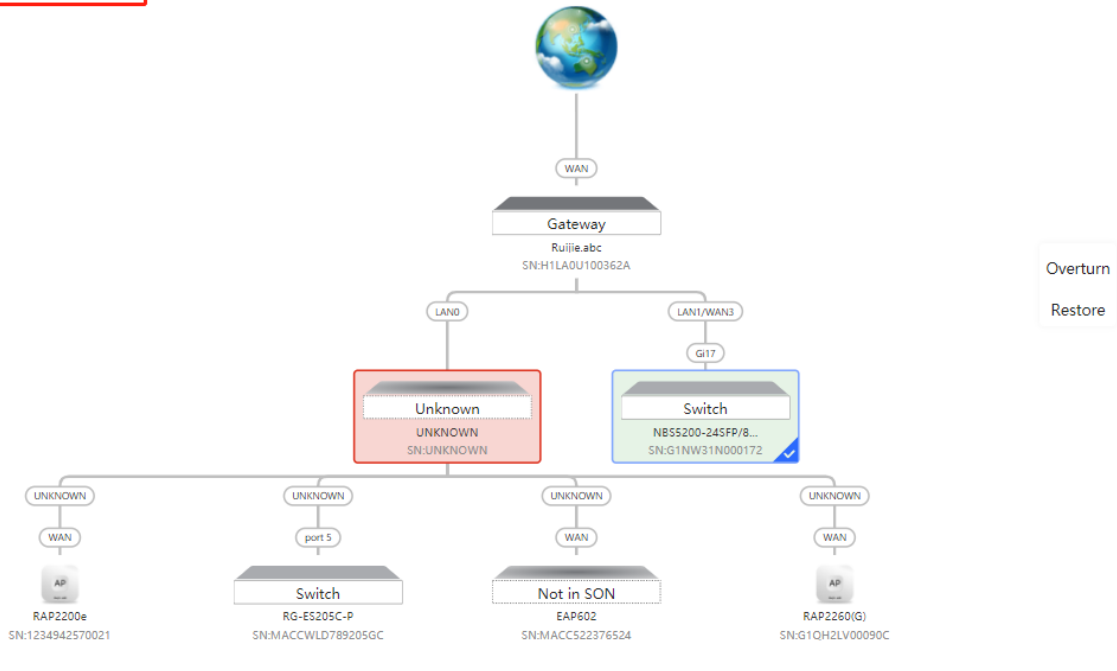 WAN
Gateway
Ruijie.abc
SN:H1LA0U100362A
Overturn
Restore
LAN0
LAN1/WAN3
Gi17
Unknown
UNKNOWN
SN:UNKNOWN
Switch
NBS5200-24SFP/8...
SN:G1NW31N000172
UNKNOWN
UNKNOWN
UNKNOWN
UNKNOWN
WAN
port 5
WAN
WAN
AP
RAP2200e
SN:1234942570021
Switch
RG-ES205C-P
SN:MACCWLD789205GC
Not in SON
EAP602
SN:MACC522376524
AP
RAP2260(G)
SN:G1QH2LV00090C